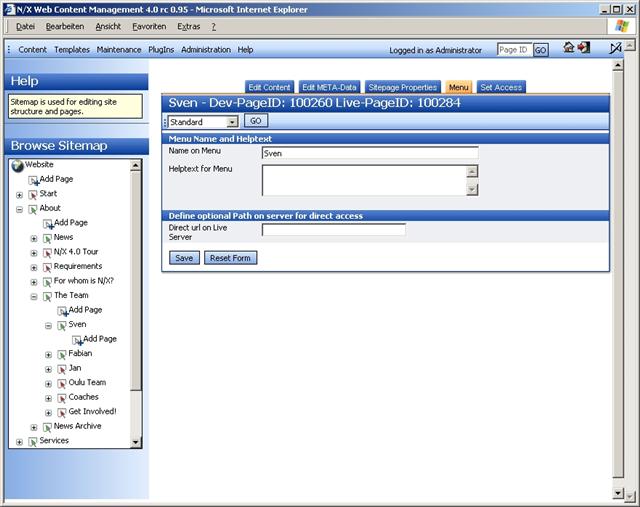 N/X Web Content Management 4.0 rc 0.95 - Microsoft Internet Explorer
Datei Bearbeiten Ansicht Favoriten Extras ?
Content Templates Maintenance PlugIns Administration Help Logged in as Administrator Page ID GO
Help
Sitemap is used for editing site
structure and pages.
Browse Sitemap
Website
Add Page
Start
About
Add Page
News
N/X 4.0 Tour
Requirements
For whom is N/X?
The Team
Add Page
Sven
Add Page
Fabian
Jan
Oulu Team
Coaches
Get Involved!
News Archive
Services
Edit Content Edit META-Data Sitepage Properties Menu Set Access
Sven - Dev-PageID: 100260 Live-PageID: 100284
Standard GO
Menu Name and Helptext
Name on Menu Sven
Helptext for Menu
Define optional Path on server for direct access
Direct url on Live
Server
Save Reset Form